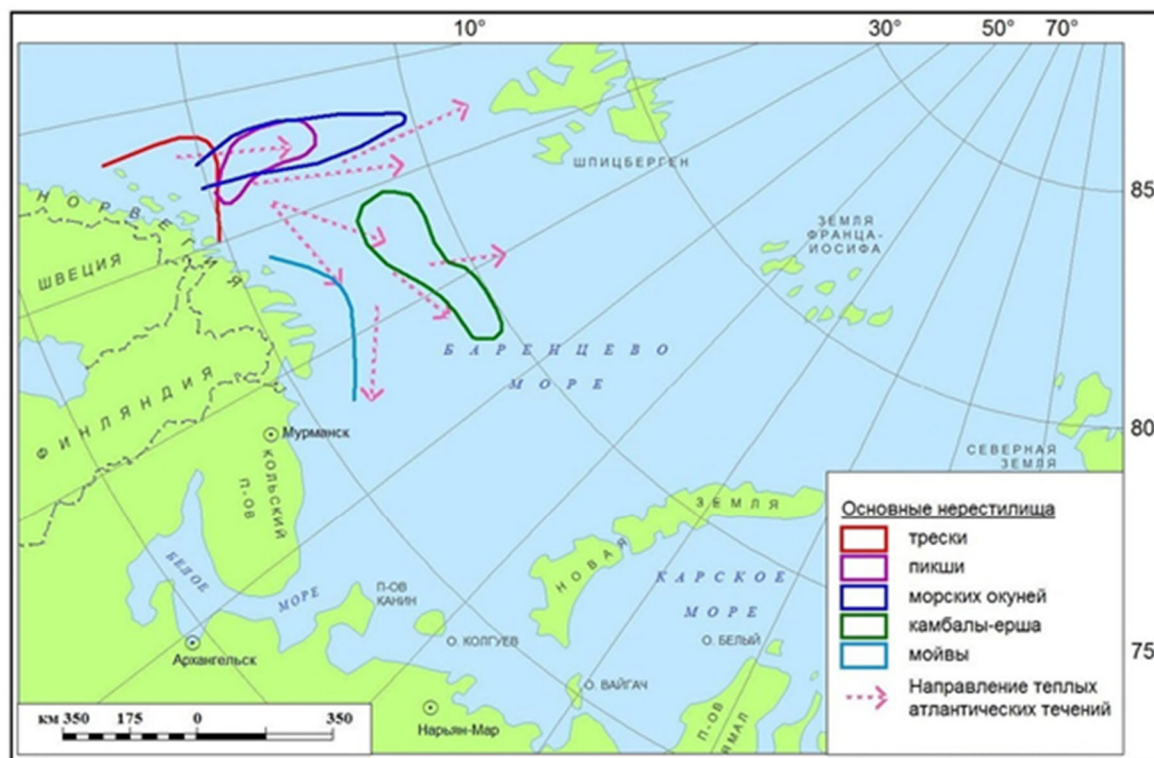 10°
30°
50°
70°
85
80
75
ШПИЦБЕРГЕН
ЗЕМЛЯ
ФРАНЦА-
ИОСИФА
НОРВЕГИЯ
ШВЕЦИЯ
ФИНЛЯНДИЯ
БАРЕНЦЕВО
МОРЕ
Мурманск
КОЛЬСКИЙ
П-ОВ
СЕВЕРНАЯ
ЗЕМЛЯ
НОВАЯ ЗЕМЛЯ
БЕЛОЕ МОРЕ
П-ОВ
КАНИН
КАРСКОЕ
МОРЕ
О. КОЛГУЕВ
О. БЕЛЫЙ
Архангельск
О. ВАЙГАЧ
Нарьян-Мар
П-ОВ
ЯМАЛ
км 350 175 0 350
Основные нерестилища
трески
пикши
морских окуней
камбалы-ерша
мойвы
Направление теплых
атлантических течений